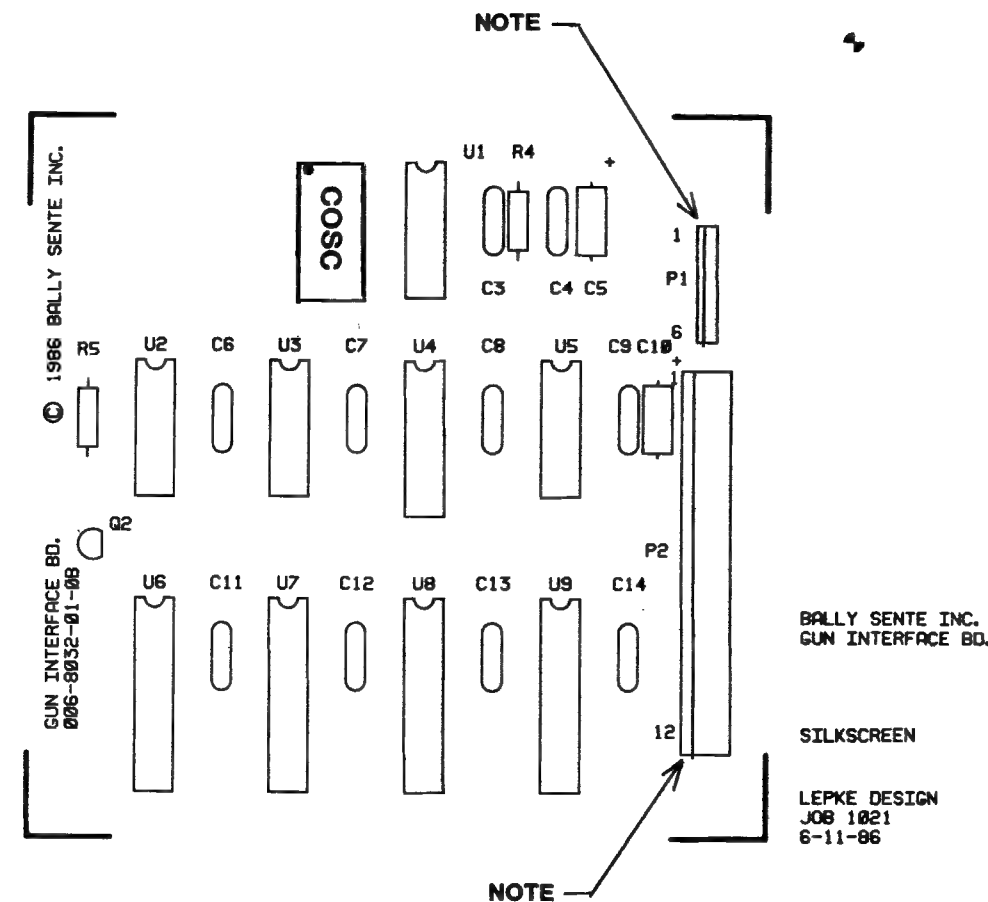 NOTE
© 1986 BALLY SENTE INC.
U1 R4 +
COSC
1
P1
6
C3 C4 C5
R5 U2 C6 U3 C7 U4 C8 U5 C9 C10
+
1
Q2
P2
GUN INTERFACE BD.
006-8032-01-0B
U6 C11 U7 C12 U8 C13 U9 C14
12
BALLY SENTE INC.
GUN INTERFACE BD.
SILKSCREEN
LEPKE DESIGN
JOB 1021
6-11-86
NOTE